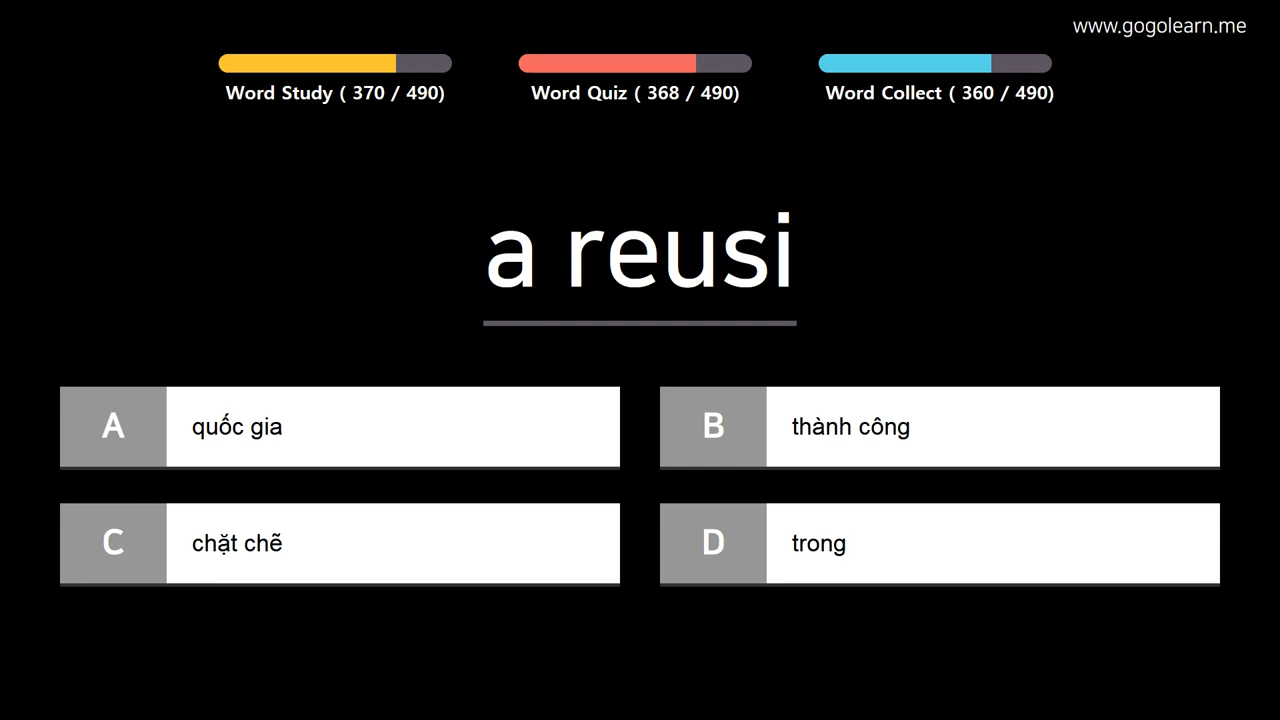 www.gogolearn.me
Word Study ( 370 / 490)
Word Quiz ( 368 / 490)
Word Collect ( 360 / 490)
a reusi
A quốc gia
B thành công
C chặt chẽ
D trong